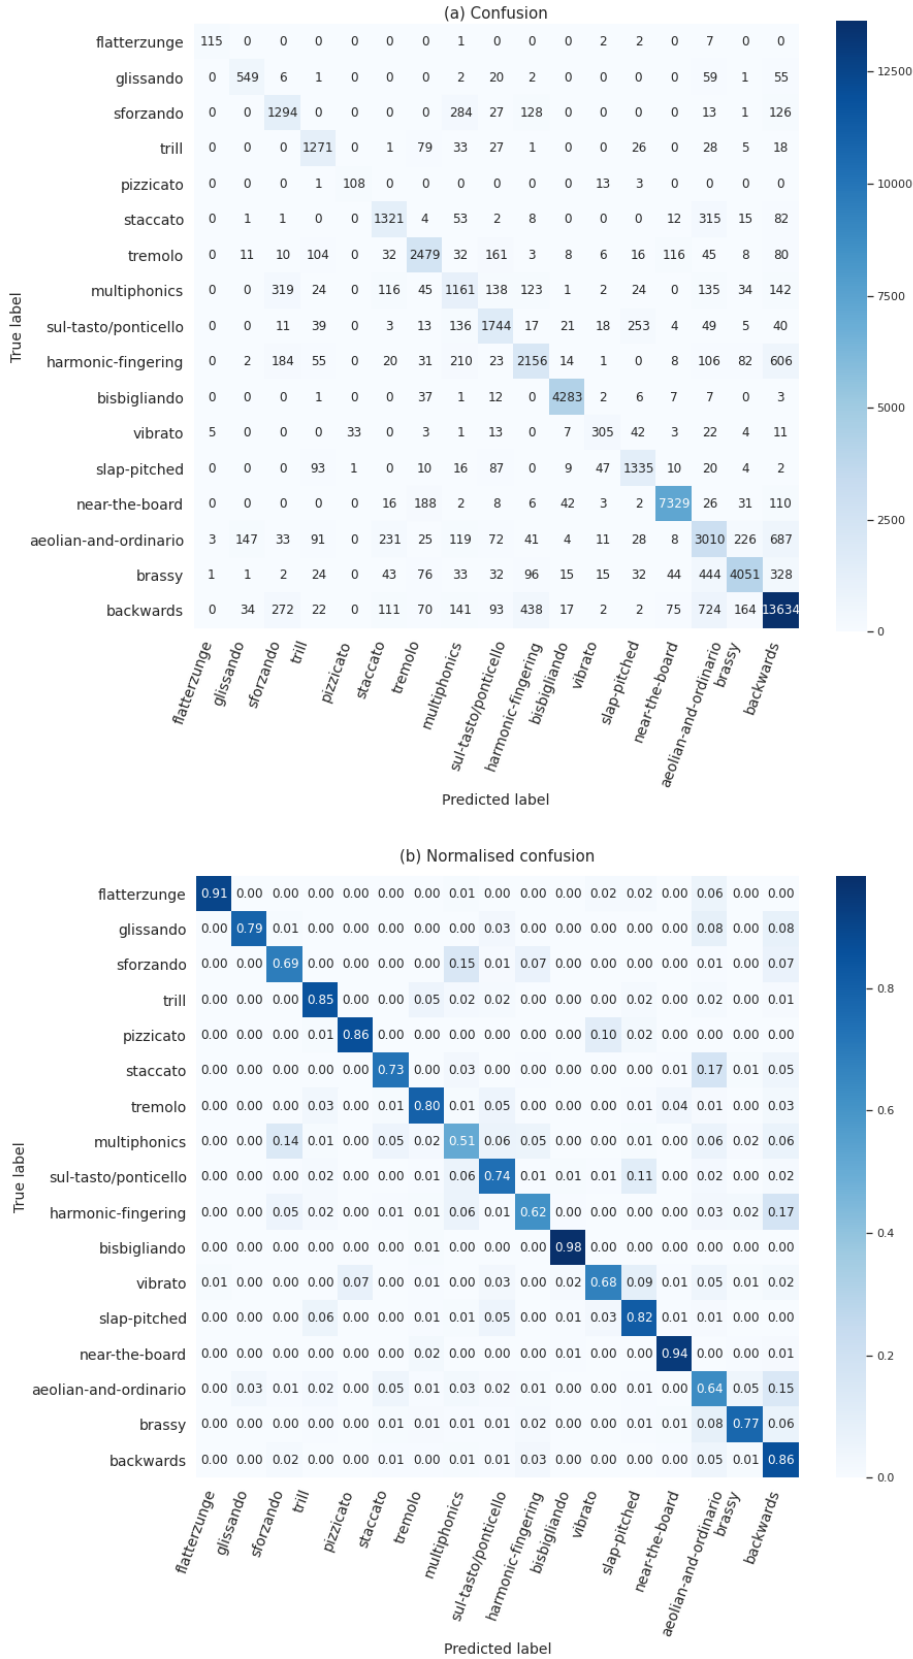 (a) Confusion
flatterzunge 115 0 0 0 0 0 0 1 0 0 0 2 2 0 7 0 0
glissando 0 549 6 1 0 0 0 2 20 2 0 0 0 0 59 1 55
sforzando 0 0 1294 0 0 0 0 284 27 128 0 0 0 0 13 1 126
trill 0 0 0 1271 0 1 79 33 27 1 0 0 26 0 28 5 18
pizzicato 0 0 0 1 108 0 0 0 0 0 0 13 3 0 0 0 0
staccato 0 1 1 0 0 1321 4 53 2 8 0 0 0 12 315 15 82
tremolo 0 11 10 104 0 32 2479 32 161 3 8 6 16 116 45 8 80
multiphonics 0 0 319 24 0 116 45 1161 138 123 1 2 24 0 135 34 142
sul-tasto/ponticello 0 0 11 39 0 3 13 136 1744 17 21 18 253 4 49 5 40
harmonic-fingering 0 2 184 55 0 20 31 210 23 2156 14 1 0 8 106 82 606
bisbigliando 0 0 0 1 0 0 37 1 12 0 4283 2 6 7 7 0 3
vibrato 5 0 0 0 33 0 3 1 13 0 7 305 42 3 22 4 11
slap-pitched 0 0 0 93 1 0 10 16 87 0 9 47 1335 10 20 4 2
near-the-board 0 0 0 0 0 16 188 2 8 6 42 3 2 7329 26 31 110
aeolian-and-ordinario 3 147 33 91 0 231 25 119 72 41 4 11 28 8 3010 226 687
brassy 1 1 2 24 0 43 76 33 32 96 15 15 32 44 444 4051 328
backwards 0 34 272 22 0 111 70 141 93 438 17 2 2 75 724 164 13634
True label
flatterzunge glissando sforzando trill pizzicato staccato tremolo multiphonics sul-tasto/ponticello harmonic-fingering bisbigliando vibrato slap-pitched near-the-board aeolian-and-ordinario brassy backwards
Predicted label
12500
10000
7500
5000
2500
0
(b) Normalised confusion
flatterzunge 0.91 0.00 0.00 0.00 0.00 0.00 0.00 0.01 0.00 0.00 0.00 0.02 0.02 0.00 0.06 0.00 0.00
glissando 0.00 0.79 0.01 0.00 0.00 0.00 0.00 0.00 0.03 0.00 0.00 0.00 0.00 0.00 0.08 0.00 0.08
sforzando 0.00 0.00 0.69 0.00 0.00 0.00 0.00 0.15 0.01 0.07 0.00 0.00 0.00 0.00 0.01 0.00 0.07
trill 0.00 0.00 0.00 0.85 0.00 0.00 0.05 0.02 0.02 0.00 0.00 0.00 0.02 0.00 0.02 0.00 0.01
pizzicato 0.00 0.00 0.00 0.01 0.86 0.00 0.00 0.00 0.00 0.00 0.00 0.10 0.02 0.00 0.00 0.00 0.00
staccato 0.00 0.00 0.00 0.00 0.00 0.73 0.00 0.03 0.00 0.00 0.00 0.00 0.00 0.01 0.17 0.01 0.05
tremolo 0.00 0.00 0.00 0.03 0.00 0.01 0.80 0.01 0.05 0.00 0.00 0.00 0.01 0.04 0.01 0.00 0.03
multiphonics 0.00 0.00 0.14 0.01 0.00 0.05 0.02 0.51 0.06 0.05 0.00 0.00 0.01 0.00 0.06 0.02 0.06
sul-tasto/ponticello 0.00 0.00 0.00 0.02 0.00 0.00 0.01 0.06 0.74 0.01 0.01 0.01 0.11 0.00 0.02 0.00 0.02
harmonic-fingering 0.00 0.00 0.05 0.02 0.00 0.01 0.01 0.06 0.01 0.62 0.00 0.00 0.00 0.00 0.03 0.02 0.17
bisbigliando 0.00 0.00 0.00 0.00 0.00 0.00 0.01 0.00 0.00 0.00 0.98 0.00 0.00 0.00 0.00 0.00 0.00
vibrato 0.01 0.00 0.00 0.00 0.07 0.00 0.01 0.00 0.03 0.00 0.02 0.68 0.09 0.01 0.05 0.01 0.02
slap-pitched 0.00 0.00 0.00 0.06 0.00 0.00 0.01 0.01 0.05 0.00 0.01 0.03 0.82 0.01 0.01 0.00 0.00
near-the-board 0.00 0.00 0.00 0.00 0.00 0.00 0.02 0.00 0.00 0.00 0.01 0.00 0.00 0.94 0.00 0.00 0.01
aeolian-and-ordinario 0.00 0.03 0.01 0.02 0.00 0.05 0.01 0.03 0.02 0.01 0.00 0.00 0.01 0.00 0.64 0.05 0.15
brassy 0.00 0.00 0.00 0.00 0.00 0.01 0.01 0.01 0.01 0.02 0.00 0.00 0.01 0.01 0.08 0.77 0.06
backwards 0.00 0.00 0.02 0.00 0.00 0.01 0.00 0.01 0.01 0.03 0.00 0.00 0.00 0.00 0.05 0.01 0.86
True label
flatterzunge glissando sforzando trill pizzicato staccato tremolo multiphonics sul-tasto/ponticello harmonic-fingering bisbigliando vibrato slap-pitched near-the-board aeolian-and-ordinario brassy backwards
Predicted label
0.8
0.6
0.4
0.2
0.0